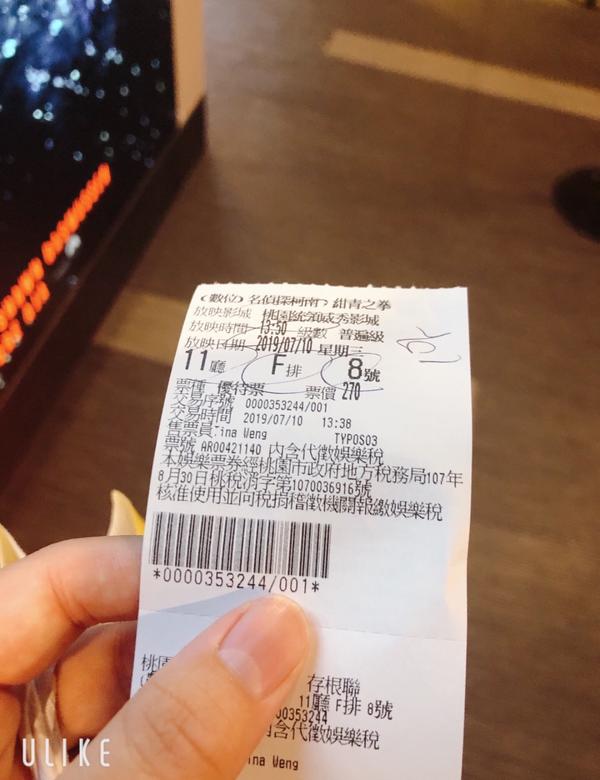 (數位) 名偵探柯南: 紺青之拳
放映影城 桃園統領威秀影城
放映時間 13:50 級數 普遍級
放映日期 2019/07/10 星期三
11廳 F排 8號
票種 優待票 票價 270
交易序號 0000353244/001
交易時間 2019/07/10 13:38
售票員:ina Weng TYPOS03
票號 AR00421140 內含代徵娛樂稅
本娛樂票券經桃園市政府地方稅務局107年
8月30日桃稅消字第1070036916號
核准使用並向稅捐稽徵機關報繳娛樂稅
*0000353244/001*
桃園
存根聯
11廳 F排 8號
00353244
內含代徵娛樂稅
ina Weng
ULIKE